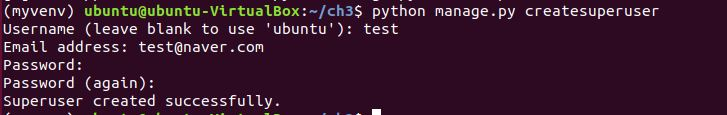 (myvenv) ubuntu@ubuntu-VirtualBox:~/ch3$ python manage.py createsuperuser
Username (leave blank to use 'ubuntu'): test
Email address: test@naver.com
Password:
Password (again):
Superuser created successfully.